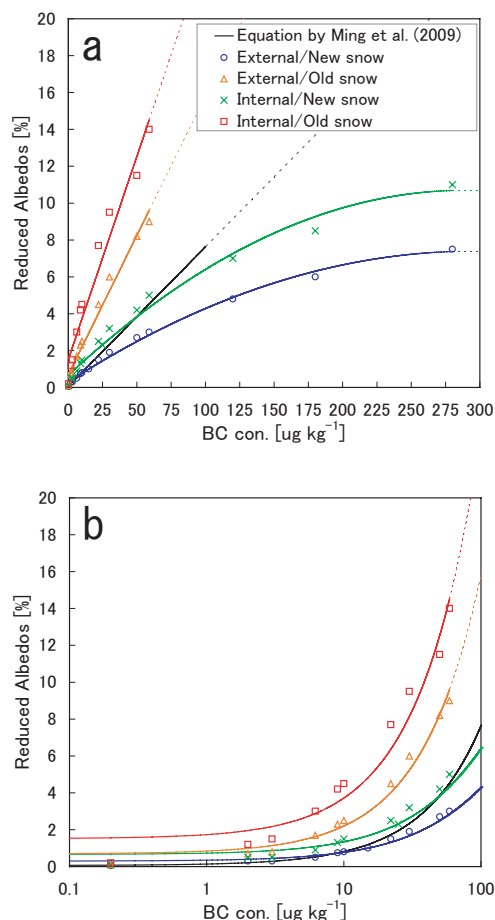 a
Equation by Ming et al. (2009)
External/New snow
External/Old snow
Internal/New snow
Internal/Old snow
Reduced Albedos [%]
20
18
16
14
12
10
8
6
4
2
0
0 25 50 75 100 125 150 175 200 225 250 275 300
BC con. [ug kg⁻¹]
b
Reduced Albedos [%]
20
18
16
14
12
10
8
6
4
2
0
0.1 1 10 100
BC con. [ug kg⁻¹]